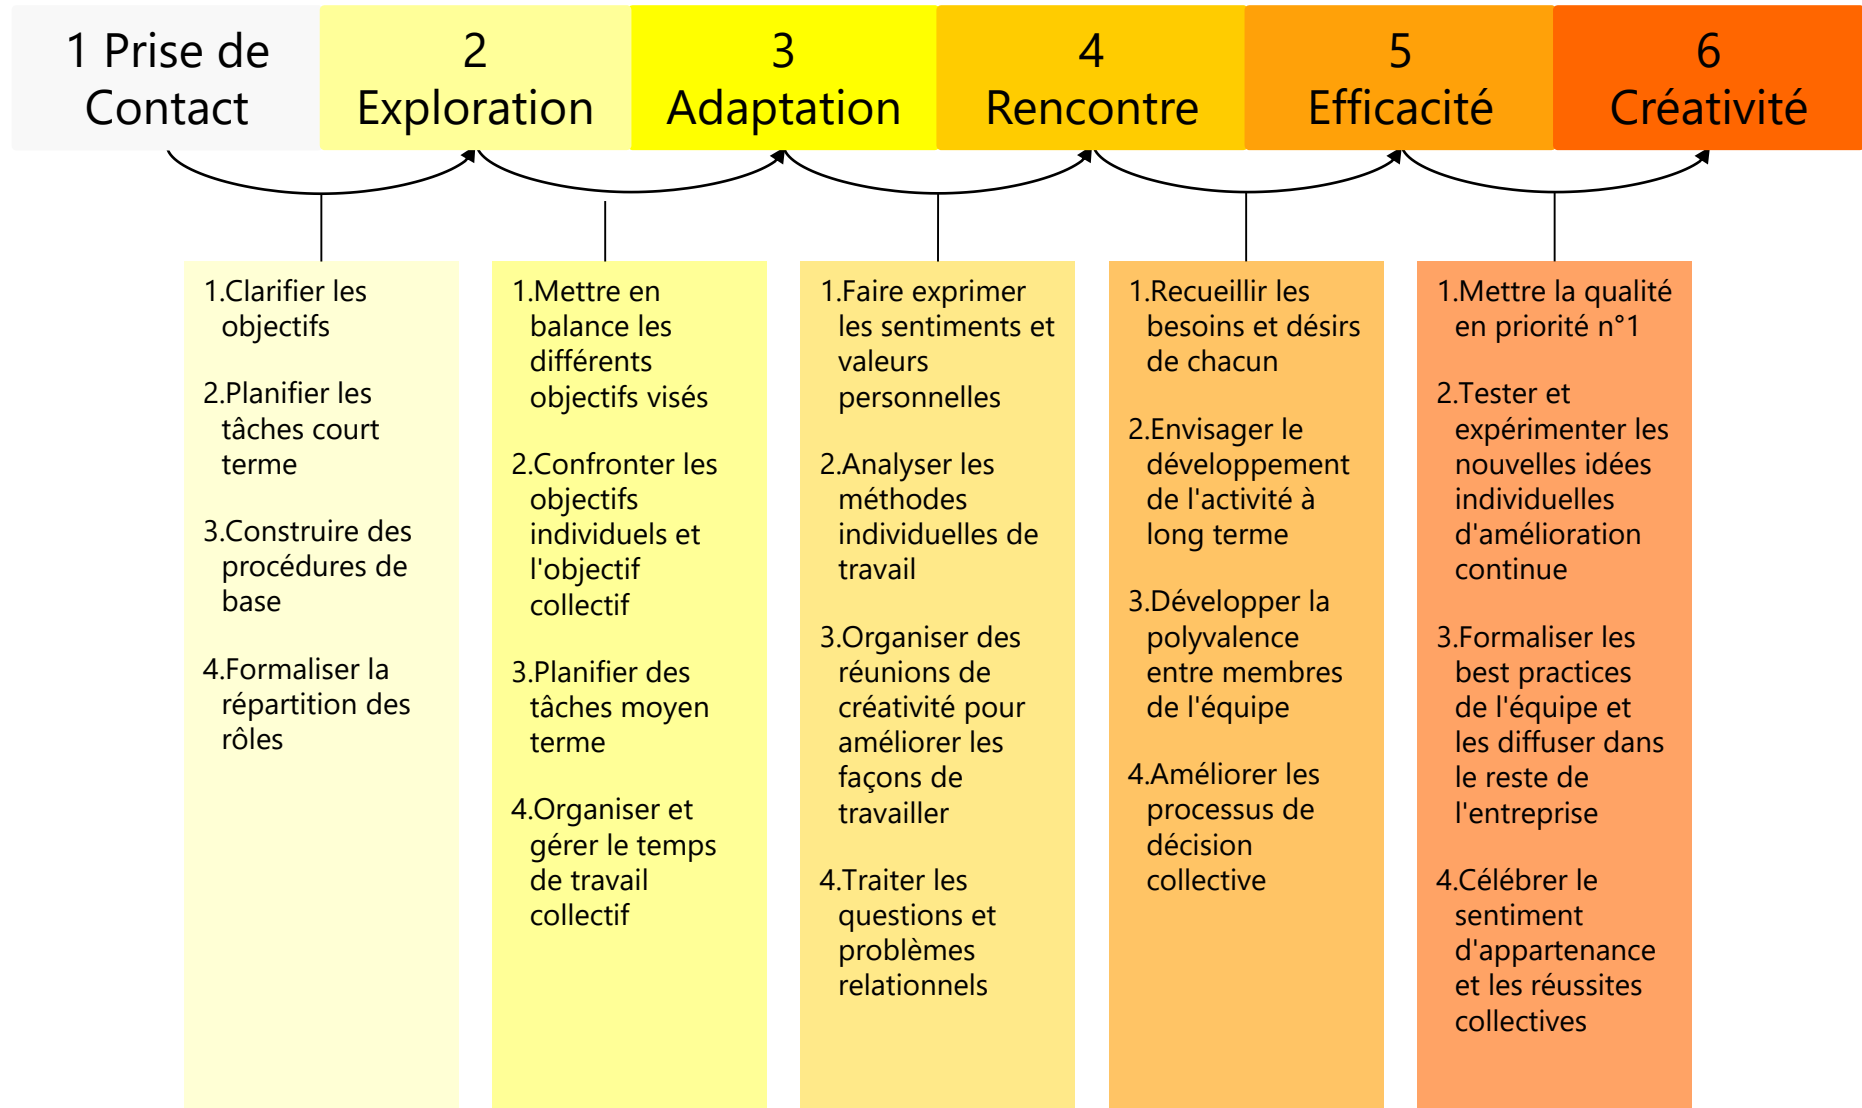 1 Prise de
Contact
2
Exploration
3
Adaptation
4
Rencontre
5
Efficacité
6
Créativité
1.Clarifier les
objectifs
2.Planifier les
tâches court
terme
3.Construire des
procédures de
base
4.Formaliser la
répartition des
rôles
1.Mettre en
balance les
différents
objectifs visés
2.Confronter les
objectifs
individuels et
l'objectif
collectif
3.Planifier des
tâches moyen
terme
4.Organiser et
gérer le temps
de travail
collectif
1.Faire exprimer
les sentiments et
valeurs
personnelles
2.Analyser les
méthodes
individuelles de
travail
3.Organiser des
réunions de
créativité pour
améliorer les
façons de
travailler
4.Traiter les
questions et
problèmes
relationnels
1.Recueillir les
besoins et désirs
de chacun
2.Envisager le
développement
de l'activité à
long terme
3.Développer la
polyvalence
entre membres
de l'équipe
4.Améliorer les
processus de
décision
collective
1.Mettre la qualité
en priorité n°1
2.Tester et
expérimenter les
nouvelles idées
individuelles
d'amélioration
continue
3.Formaliser les
best practices
de l'équipe et
les diffuser dans
le reste de
l'entreprise
4.Célébrer le
sentiment
d'appartenance
et les réussites
collectives